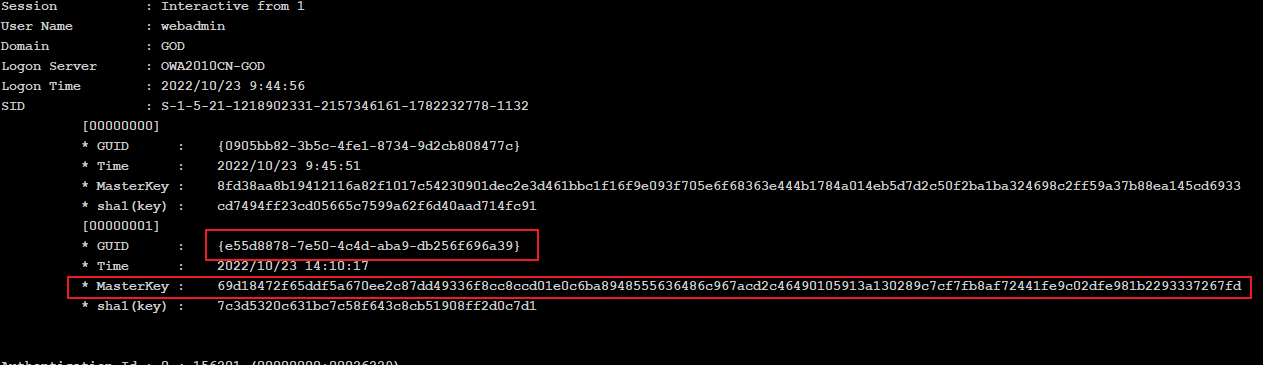 Session : Interactive from 1
User Name : webadmin
Domain : GOD
Logon Server : OWA2010CN-GOD
Logon Time : 2022/10/23 9:44:56
SID : S-1-5-21-1218902331-2157346161-1782232778-1132
[00000000]
* GUID : {0905bb82-3b5c-4fe1-8734-9d2cb808477c}
* Time : 2022/10/23 9:45:51
* MasterKey : 8fd38aa8b19412116a82f1017c54230901dec2e3d461bbc1f16f9e093f705e6f68363e444b1784a014eb5d7d2c50f2ba1ba324698c2ff59a37b88ea145cd6933
* sha1(key) : cd7494ff23cd05665c7599a62f6d40aad714fc91
[00000001]
* GUID : {e55d8878-7e50-4c4d-aba9-db256f696a39}
* Time : 2022/10/23 14:10:17
* MasterKey : 69d18472f65ddf5a670ee2c87dd49336f8cc8ccd01e0c6ba8948555636486c967acd2c46490105913a130289c7cf7fb8af72441fe9c02dfe981b2293337267fd
* sha1(key) : 7c3d5320c631bc7c58f643c8cb51908ff2d0c7d1